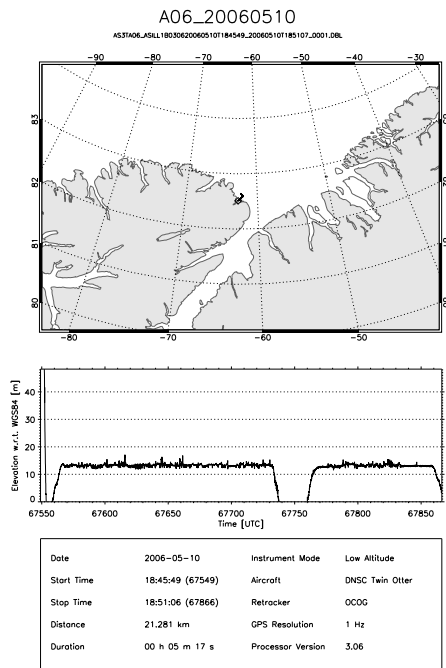 A06_20060510
AS3TA06_ASIL1B030620060510T184549_20060510T185107_0001.DBL
-90 -80 -70 -60 -50 -40 -30
83
82
81
80
-80 -70 -60 -50
Elevation w.r.t. WGS84 [m]
40
30
20
10
0
67550 67600 67650 67700 67750 67800 67850
Time [UTC]
Date 2006-05-10 Instrument Mode Low Altitude
Start Time 18:45:49 (67549) Aircraft DNSC Twin Otter
Stop Time 18:51:06 (67866) Retracker OCOG
Distance 21.281 km GPS Resolution 1 Hz
Duration 00 h 05 m 17 s Processor Version 3.06